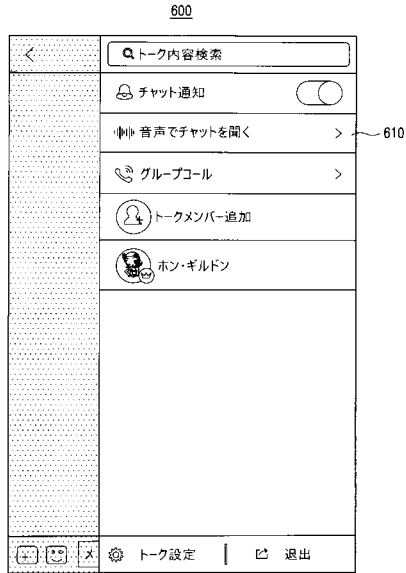 600
トーク内容検索
チャット通知
音声でチャットを聞く
610
グループコール
トークメンバー追加
ホン・ギルドン
トーク設定
退出